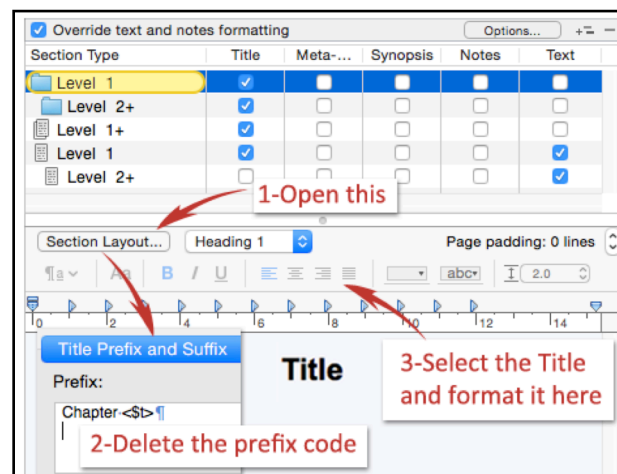 Override text and notes formatting Options...
Section Type Title Meta-... Synopsis Notes Text
Level 1
Level 2+
Level 1+
Level 1
Level 2+
1-Open this
Section Layout... Heading 1 Page padding: 0 lines
¶a Aa B I U abc 2.0
0 2 4 6 8 10 12 14
Title Prefix and Suffix
Prefix:
Title
3-Select the Title
and format it here
Chapter·<$t>¶
2-Delete the prefix code